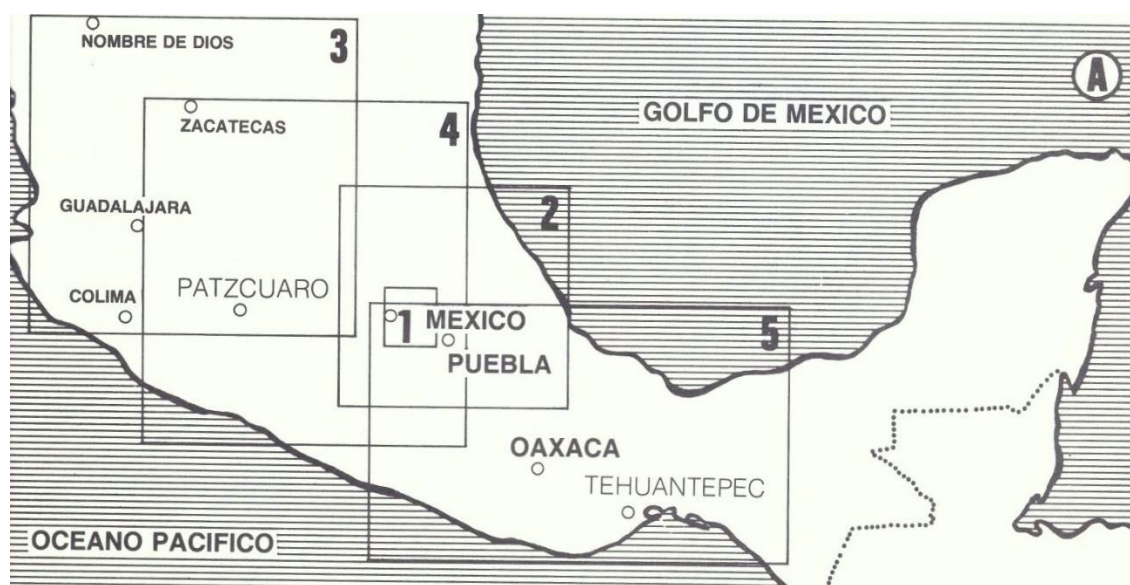 NOMBRE DE DIOS
3
A
ZACATECAS
4
GOLFO DE MEXICO
GUADALAJARA
2
COLIMA
PATZCUARO
1
MEXICO
5
PUEBLA
OAXACA
TEHUANTEPEC
OCEANO PACIFICO